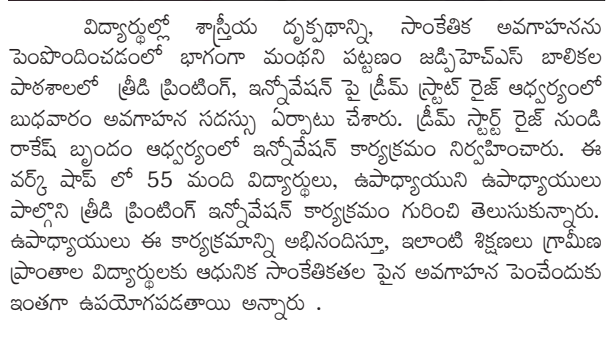 విద్యార్థుల్లో శాస్త్రీయ దృక్పథాన్ని, సాంకేతిక అవగాహనను
పెంపొందించడంలో భాగంగా మంథని పట్టణం జడ్పిహెచ్ఎస్ బాలికల
పాఠశాలలో త్రీడి ప్రింటింగ్, ఇన్నోవేషన్ పై డ్రీమ్ స్ట్రాట్ రైజ్ ఆధ్వర్యంలో
బుధవారం అవగాహన సదస్సు ఏర్పాటు చేశారు. డ్రీమ్ స్టార్ట్ రైజ్ నుండి
రాకేష్ బృందం ఆధ్వర్యంలో ఇన్నోవేషన్ కార్యక్రమం నిర్వహించారు. ఈ
వర్క్ షాప్ లో 55 మంది విద్యార్థులు, ఉపాధ్యాయుని ఉపాధ్యాయులు
పాల్గొని త్రీడి ప్రింటింగ్ ఇన్నోవేషన్ కార్యక్రమం గురించి తెలుసుకున్నారు.
ఉపాధ్యాయులు ఈ కార్యక్రమాన్ని అభినందిస్తూ, ఇలాంటి శిక్షణలు గ్రామీణ
ప్రాంతాల విద్యార్థులకు ఆధునిక సాంకేతికతల పైన అవగాహన పెంచేందుకు
ఇంతగా ఉపయోగపడతాయి అన్నారు .